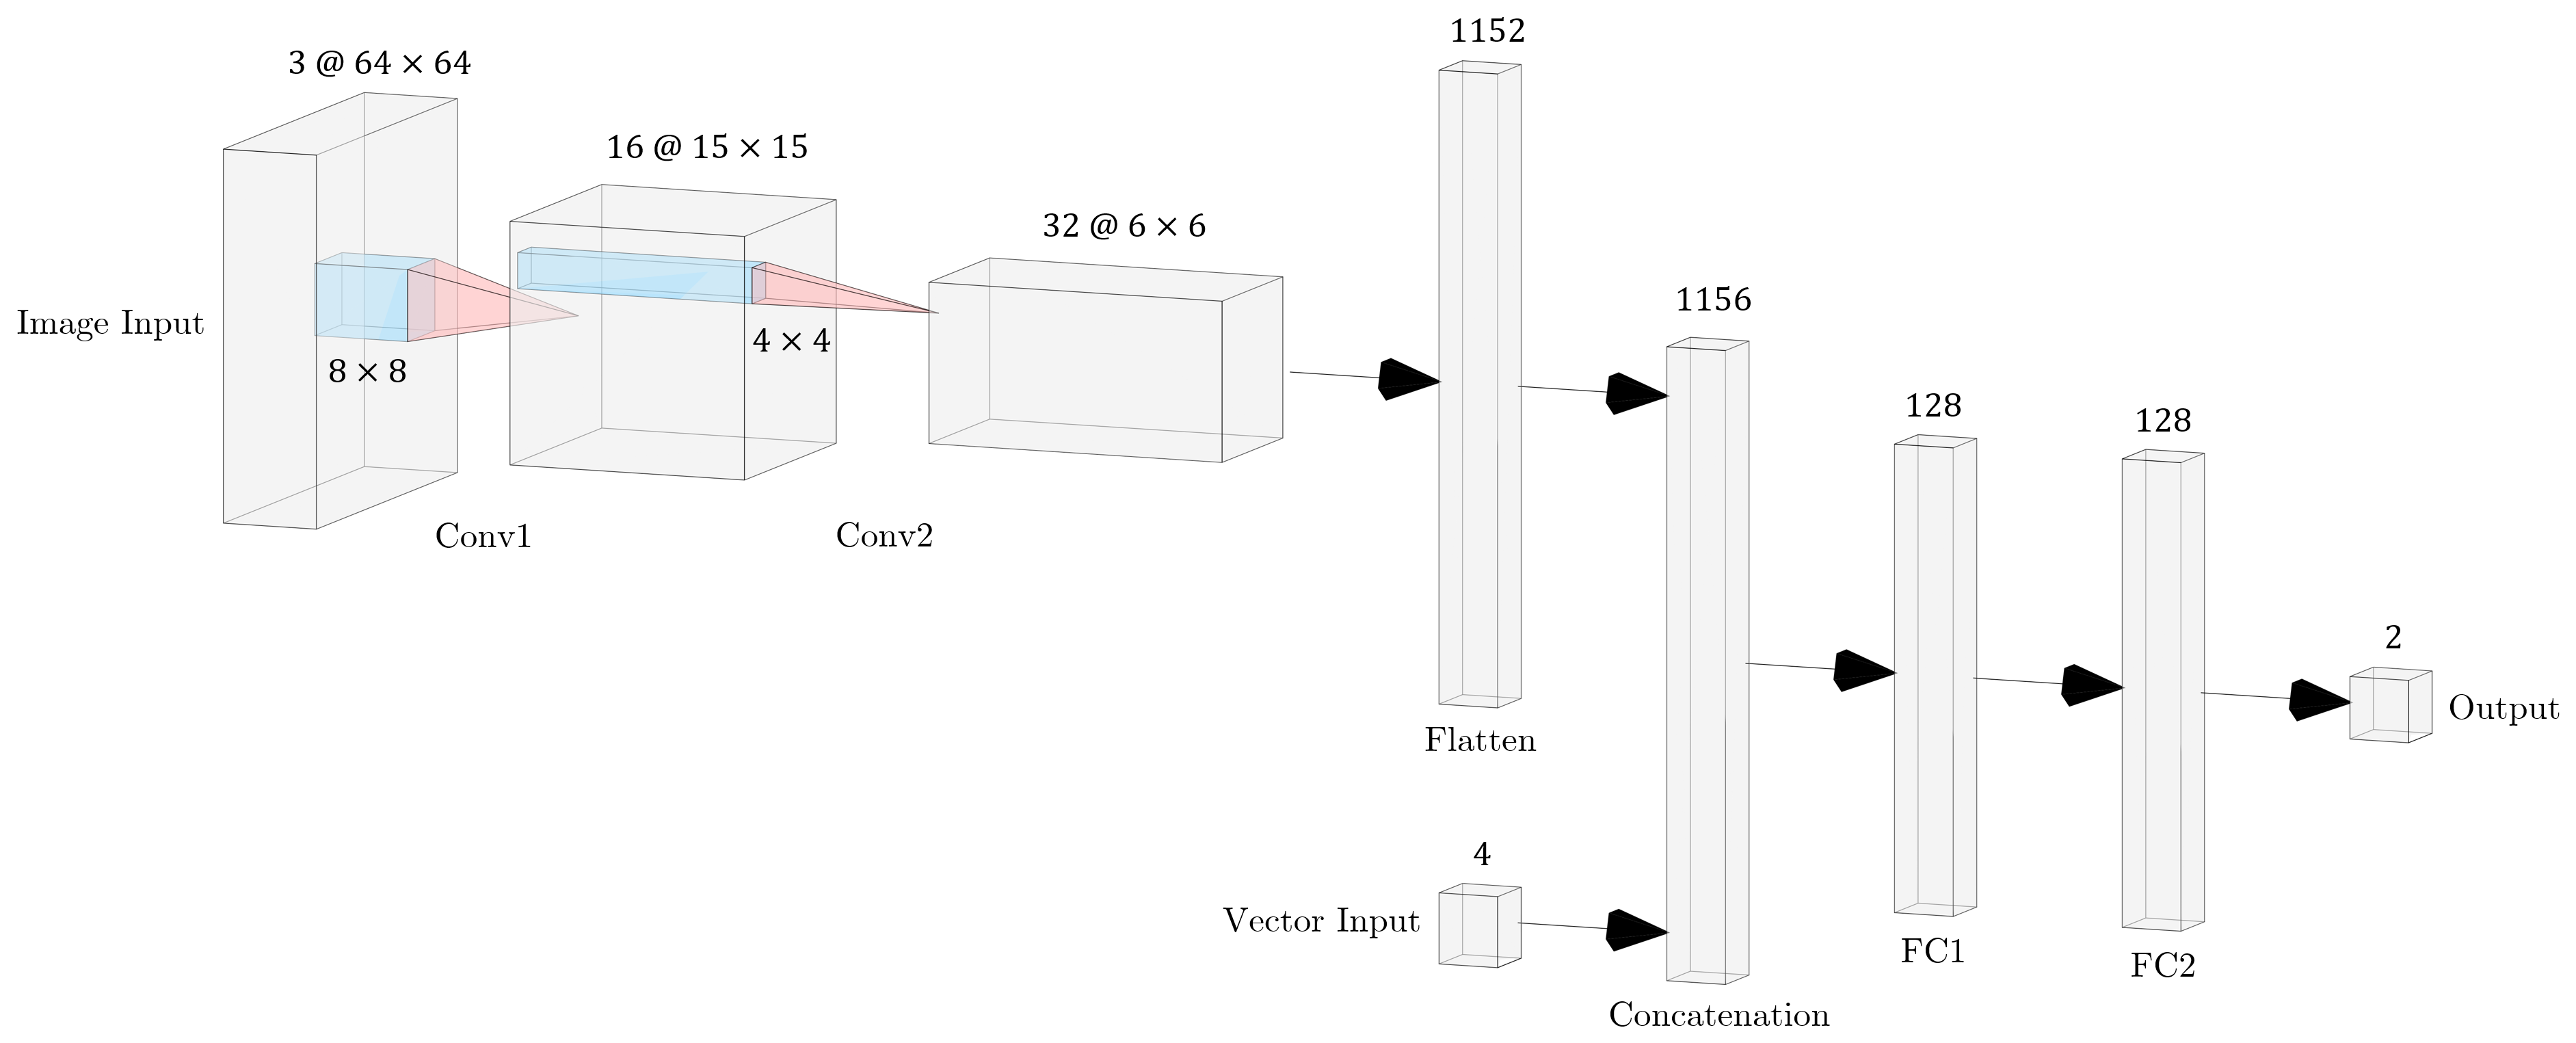 3 @ 64 × 64
16 @ 15 × 15
32 @ 6 × 6
1152
Image Input
8 × 8
4 × 4
Conv1
Conv2
1156
128
128
2
Output
Flatten
4
Vector Input
FC1
FC2
Concatenation